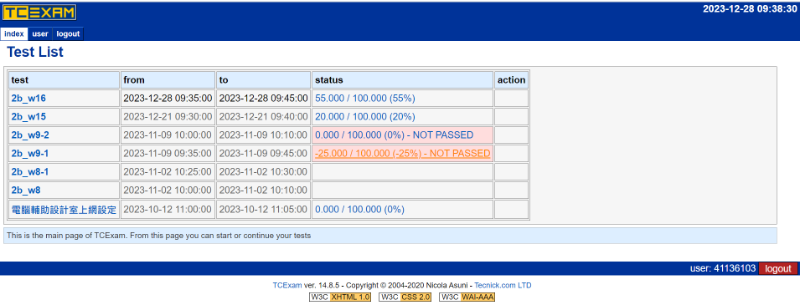 TCEXAM
2023-12-28 09:38:30
index user logout
Test List
test from to status action
2b_w16 2023-12-28 09:35:00 2023-12-28 09:45:00 55.000 / 100.000 (55%)
2b_w15 2023-12-21 09:30:00 2023-12-21 09:40:00 20.000 / 100.000 (20%)
2b_w9-2 2023-11-09 10:00:00 2023-11-09 10:10:00 0.000 / 100.000 (0%) - NOT PASSED
2b_w9-1 2023-11-09 09:35:00 2023-11-09 09:45:00 -25.000 / 100.000 (-25%) - NOT PASSED
2b_w8-1 2023-11-02 10:25:00 2023-11-02 10:30:00
2b_w8 2023-11-02 10:00:00 2023-11-02 10:10:00
電腦輔助設計室上網設定 2023-10-12 11:00:00 2023-10-12 11:05:00 0.000 / 100.000 (0%)
This is the main page of TCExam. From this page you can start or continue your tests
user: 41136103 logout
TCExam ver. 14.8.5 - Copyright © 2004-2020 Nicola Asuni - Tecnick.com LTD
W3C XHTML 1.0 W3C CSS 2.0 W3C WAI-AAA